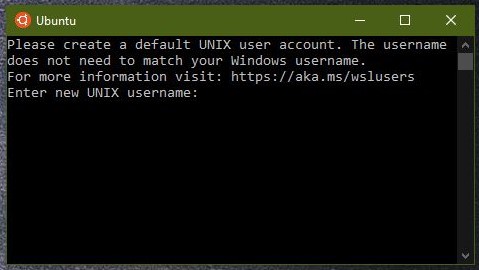 Ubuntu
Please create a default UNIX user account. The username
does not need to match your Windows username.
For more information visit: https://aka.ms/wslusers
Enter new UNIX username: